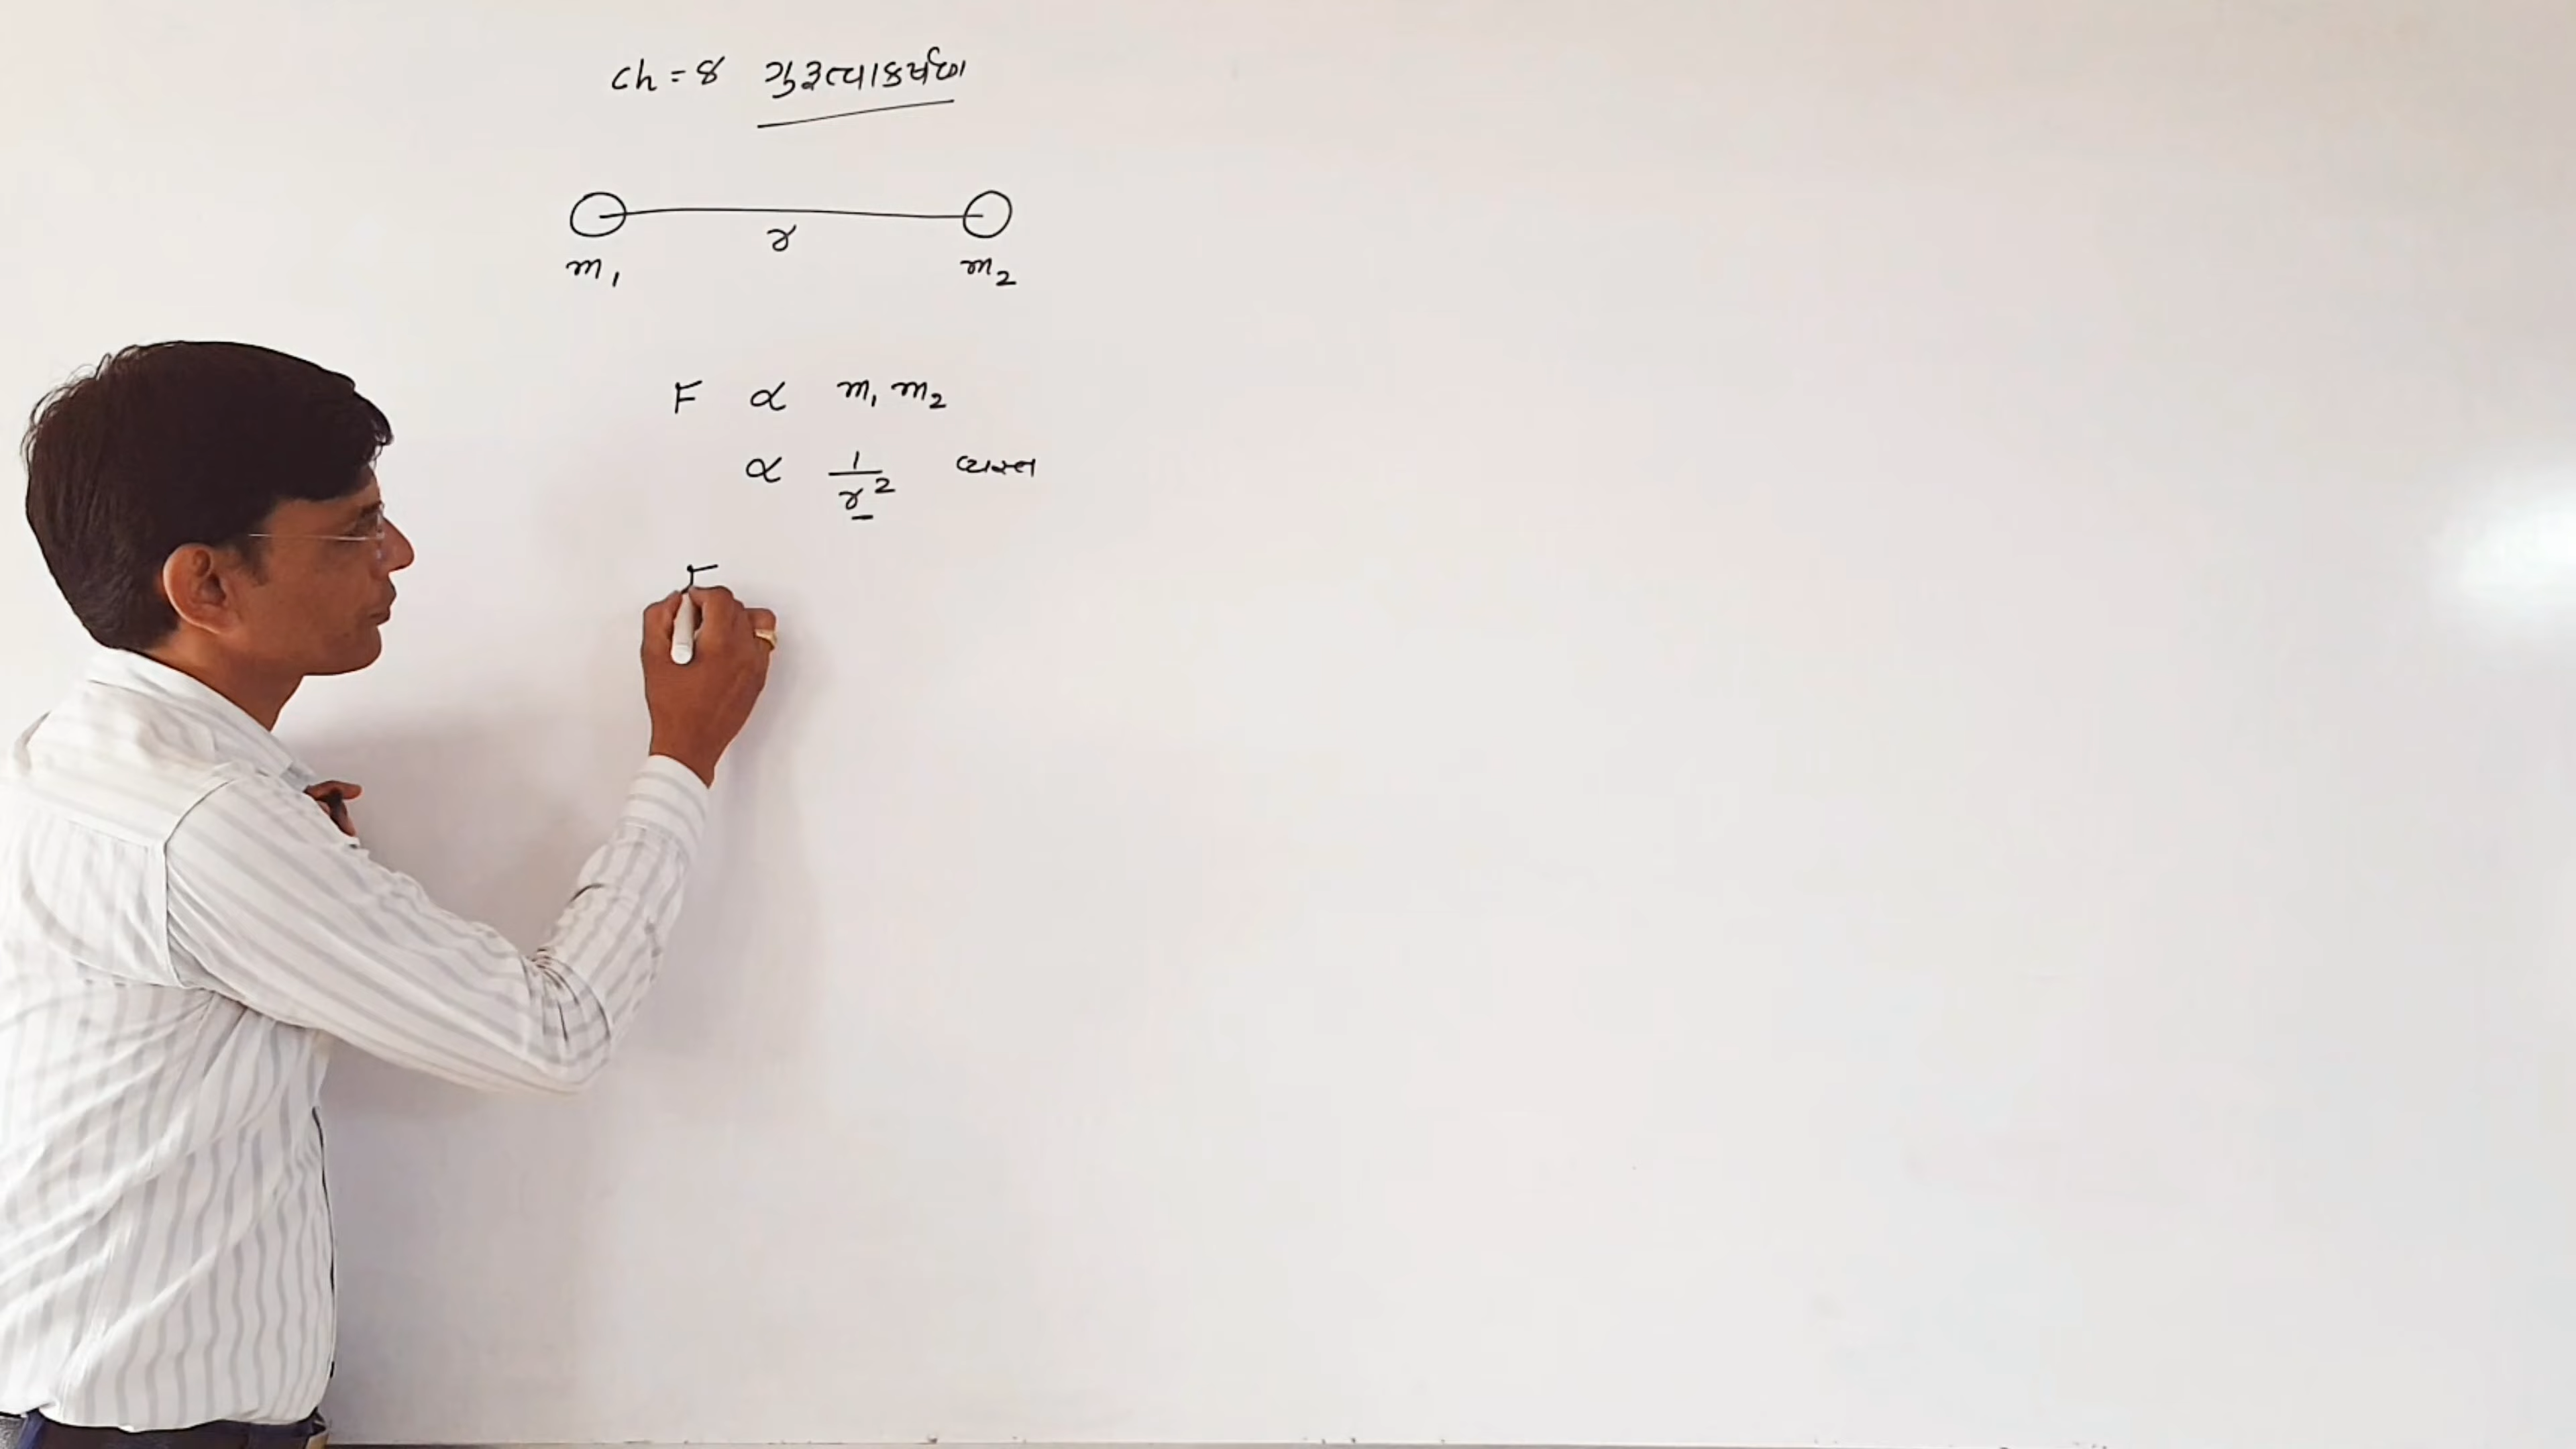 Ch = 8 ગુરુત્વાકર્ષણ
r
m₁ m₂
F ∝ m₁ m₂
∝ 1/r² વ્યસ્ત
F